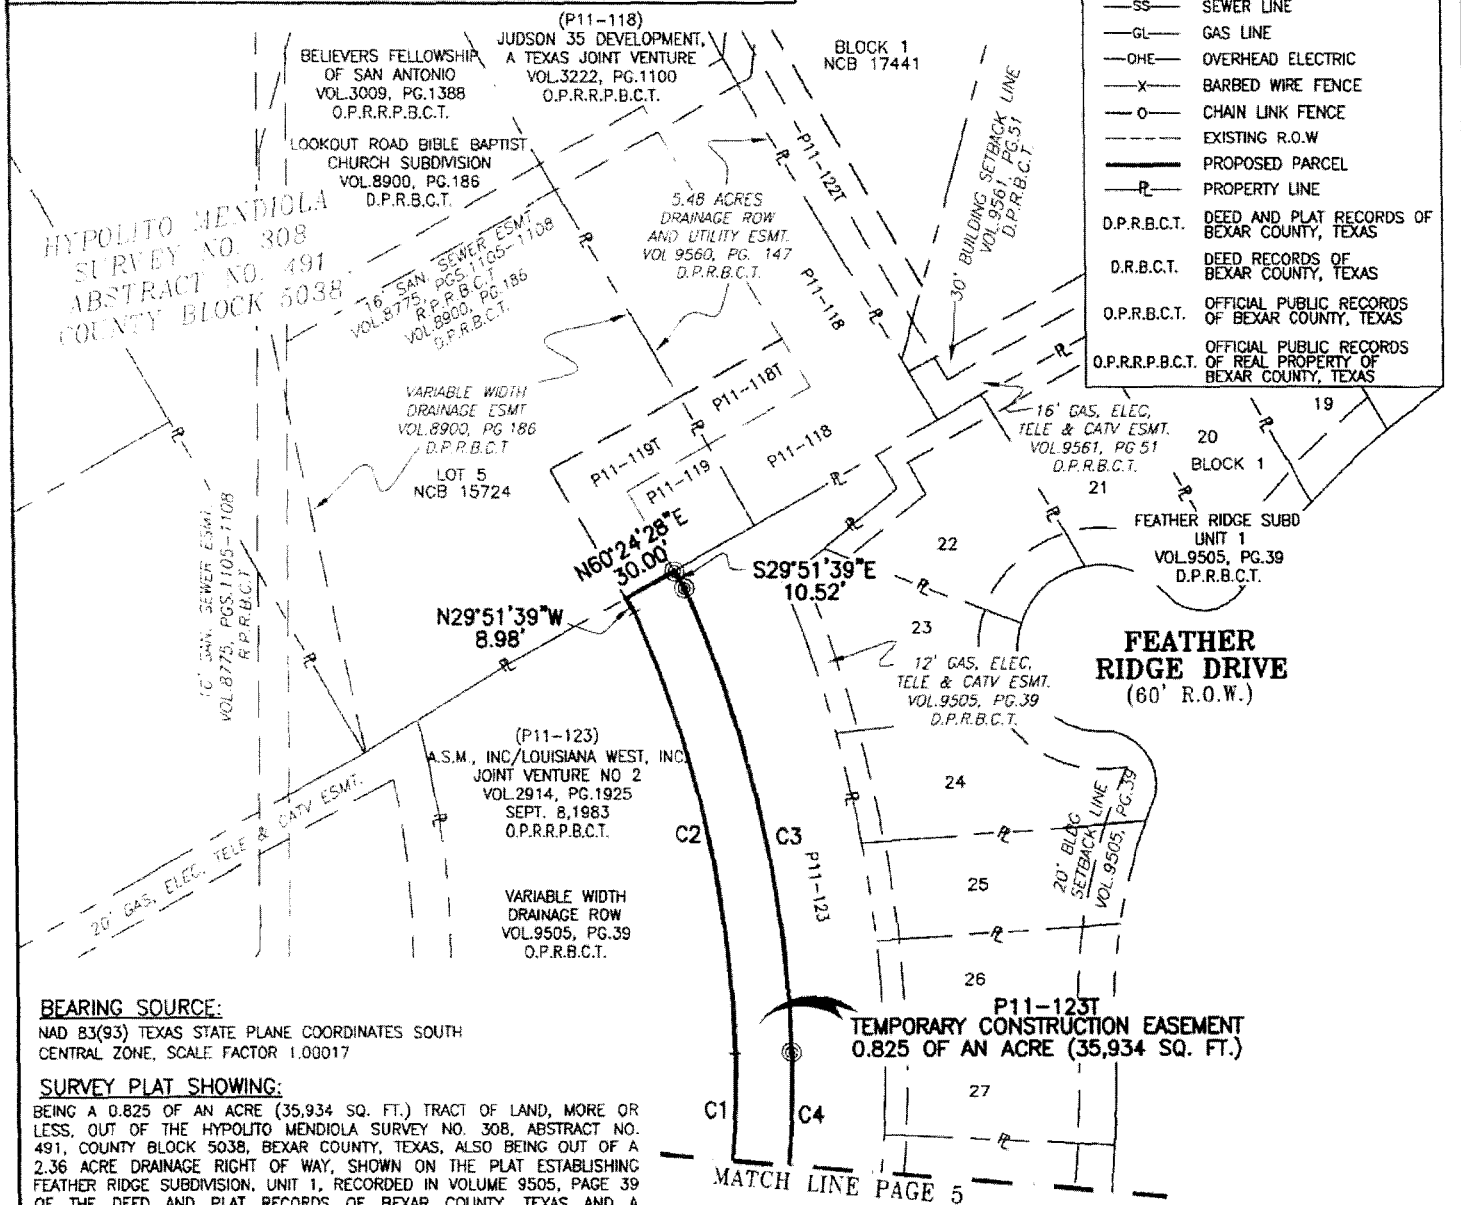 (P11-118)
JUDSON 35 DEVELOPMENT,
A TEXAS JOINT VENTURE
VOL.3222, PG.1100
O.P.R.R.P.B.C.T.
BELIEVERS FELLOWSHIP
OF SAN ANTONIO
VOL.3009, PG.1388
O.P.R.R.P.B.C.T.
LOOKOUT ROAD BIBLE BAPTIST
CHURCH SUBDIVISION
VOL.8900, PG.186
D.P.R.B.C.T.
BLOCK 1
NCB 17441
SS SEWER LINE
GL GAS LINE
OHE OVERHEAD ELECTRIC
X BARBED WIRE FENCE
O CHAIN LINK FENCE
EXISTING R.O.W
PROPOSED PARCEL
PL PROPERTY LINE
D.P.R.B.C.T. DEED AND PLAT RECORDS OF
BEXAR COUNTY, TEXAS
D.R.B.C.T. DEED RECORDS OF
BEXAR COUNTY, TEXAS
O.P.R.B.C.T. OFFICIAL PUBLIC RECORDS
OF BEXAR COUNTY, TEXAS
O.P.R.R.P.B.C.T. OFFICIAL PUBLIC RECORDS
OF REAL PROPERTY OF
BEXAR COUNTY, TEXAS
HYPOLITO MENDIOLA
SURVEY NO. 308
ABSTRACT NO. 491
COUNTY BLOCK 5038
16' SAN. SEWER ESMT.
VOL.8775, PGS.1105-1108
R.P.R.B.C.T
VOL.8900, PG.186
D.P.R.B.C.T.
5.48 ACRES
DRAINAGE ROW
AND UTILITY ESMT.
VOL 9560, PG. 147
D.P.R.B.C.T.
P11-122T
P11-118
30' BUILDING SETBACK LINE
VOL.9561, PG.51
D.P.R.B.C.T
VARIABLE WIDTH
DRAINAGE ESMT
VOL.8900, PG 186
D.P.R.B.C.T
LOT 5
NCB 15724
P11-118T
P11-119T
P11-119
P11-118
16' GAS, ELEC,
TELE & CATV ESMT.
VOL.9561, PG 51
D.P.R.B.C.T.
19
20
BLOCK 1
21
22
23
FEATHER RIDGE SUBD
UNIT 1
VOL.9505, PG.39
D.P.R.B.C.T.
16' SAN. SEWER ESMT.
VOL.8775, PGS.1105-1108
R.P.R.B.C.T
N60°24'28"E
30.00'
S29°51'39"E
10.52'
N29°51'39"W
8.98'
FEATHER
RIDGE DRIVE
(60' R.O.W.)
12' GAS, ELEC,
TELE & CATV ESMT.
VOL.9505, PG.39
D.P.R.B.C.T.
(P11-123)
A.S.M., INC/LOUISIANA WEST, INC
JOINT VENTURE NO 2
VOL.2914, PG.1925
SEPT. 8,1983
O.P.R.R.P.B.C.T.
20' GAS, ELEC, TELE & CATV ESMT.
24
20' BLDG
SETBACK LINE
VOL.9505, PG.39
C2
C3
P11-123
25
VARIABLE WIDTH
DRAINAGE ROW
VOL.9505, PG.39
D.P.R.B.C.T.
26
P11-123T
TEMPORARY CONSTRUCTION EASEMENT
0.825 OF AN ACRE (35,934 SQ. FT.)
27
C1
C4
BEARING SOURCE:
NAD 83(93) TEXAS STATE PLANE COORDINATES SOUTH
CENTRAL ZONE, SCALE FACTOR 1.00017
SURVEY PLAT SHOWING:
BEING A 0.825 OF AN ACRE (35,934 SQ. FT.) TRACT OF LAND, MORE OR
LESS, OUT OF THE HYPOLITO MENDIOLA SURVEY NO. 308, ABSTRACT NO.
491, COUNTY BLOCK 5038, BEXAR COUNTY, TEXAS, ALSO BEING OUT OF A
2.36 ACRE DRAINAGE RIGHT OF WAY, SHOWN ON THE PLAT ESTABLISHING
FEATHER RIDGE SUBDIVISION, UNIT 1, RECORDED IN VOLUME 9505, PAGE 39
OF THE DEED AND PLAT RECORDS OF BEXAR COUNTY, TEXAS AND A
MATCH LINE PAGE 5